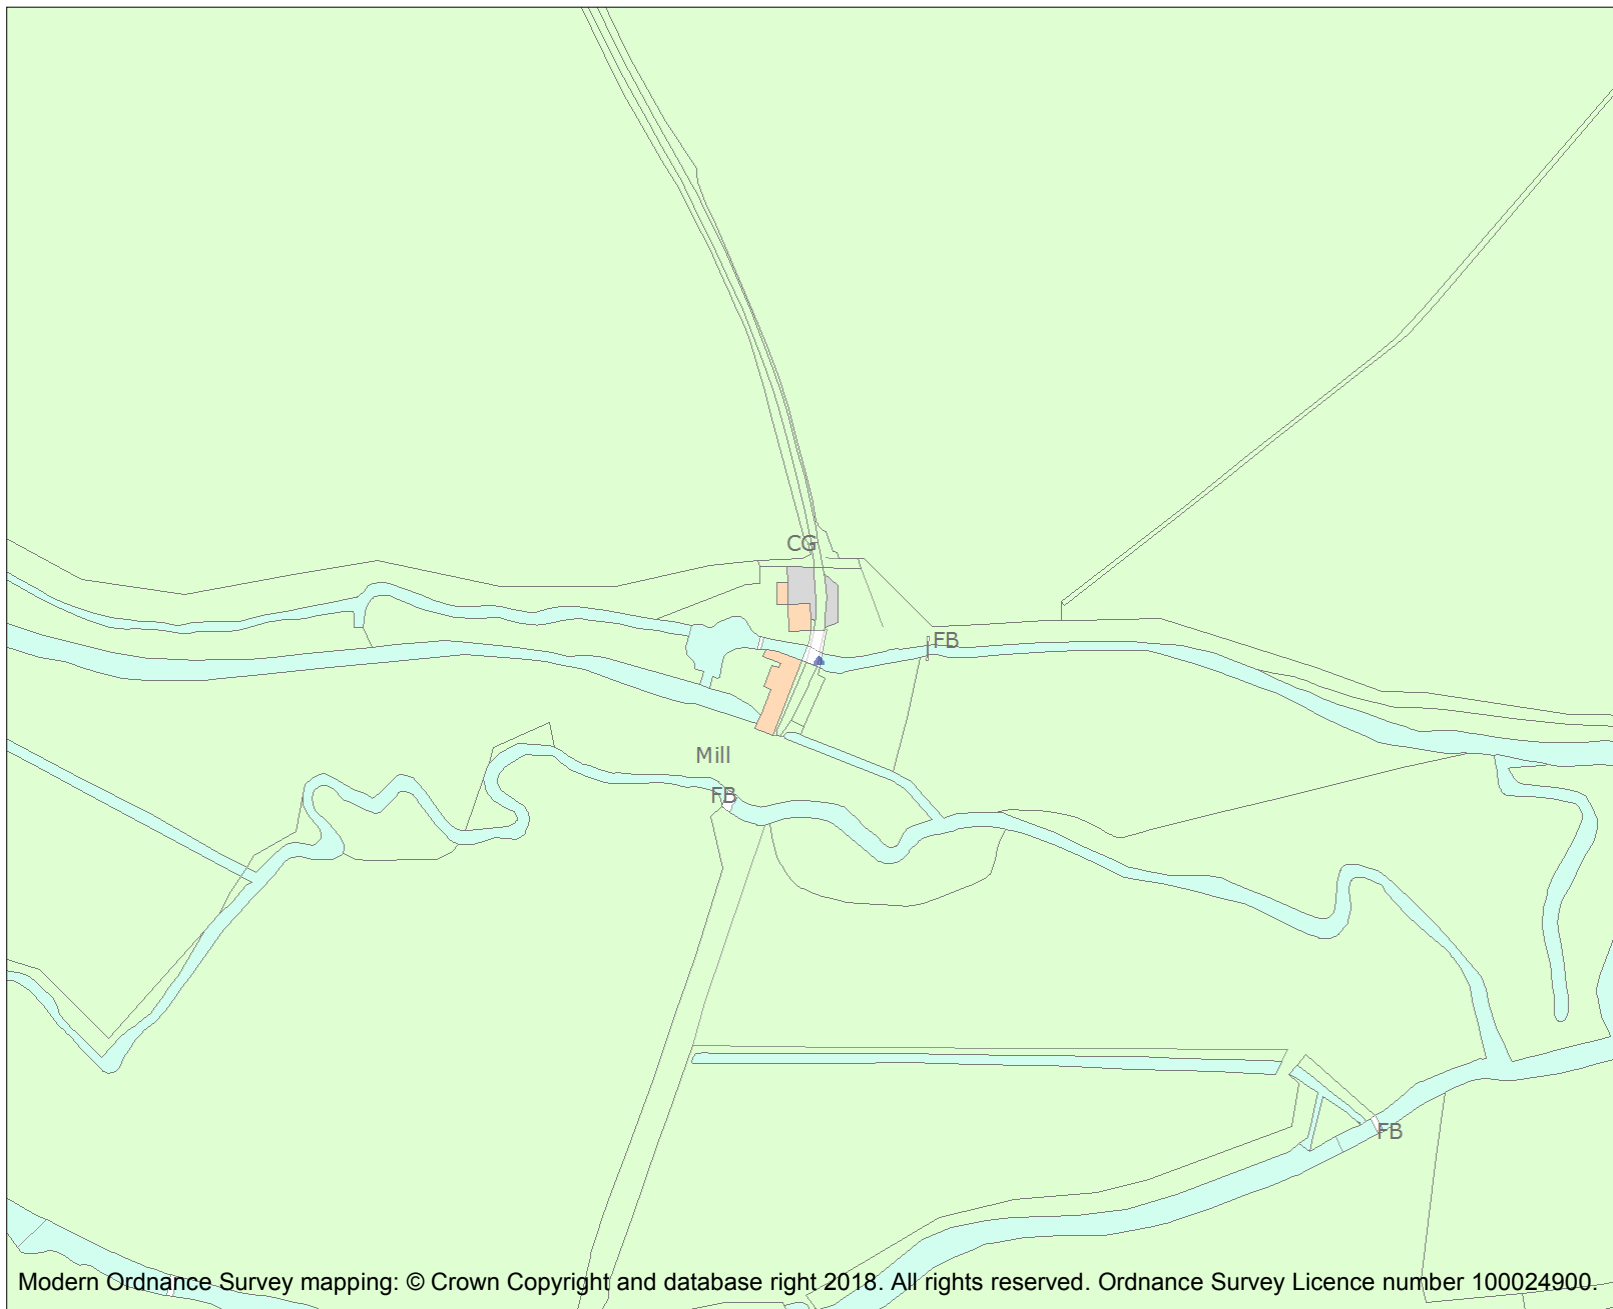 CG
FB
Mill
FB
FB
Modern Ordnance Survey mapping: © Crown Copyright and database right 2018. All rights reserved. Ordnance Survey Licence number 100024900.